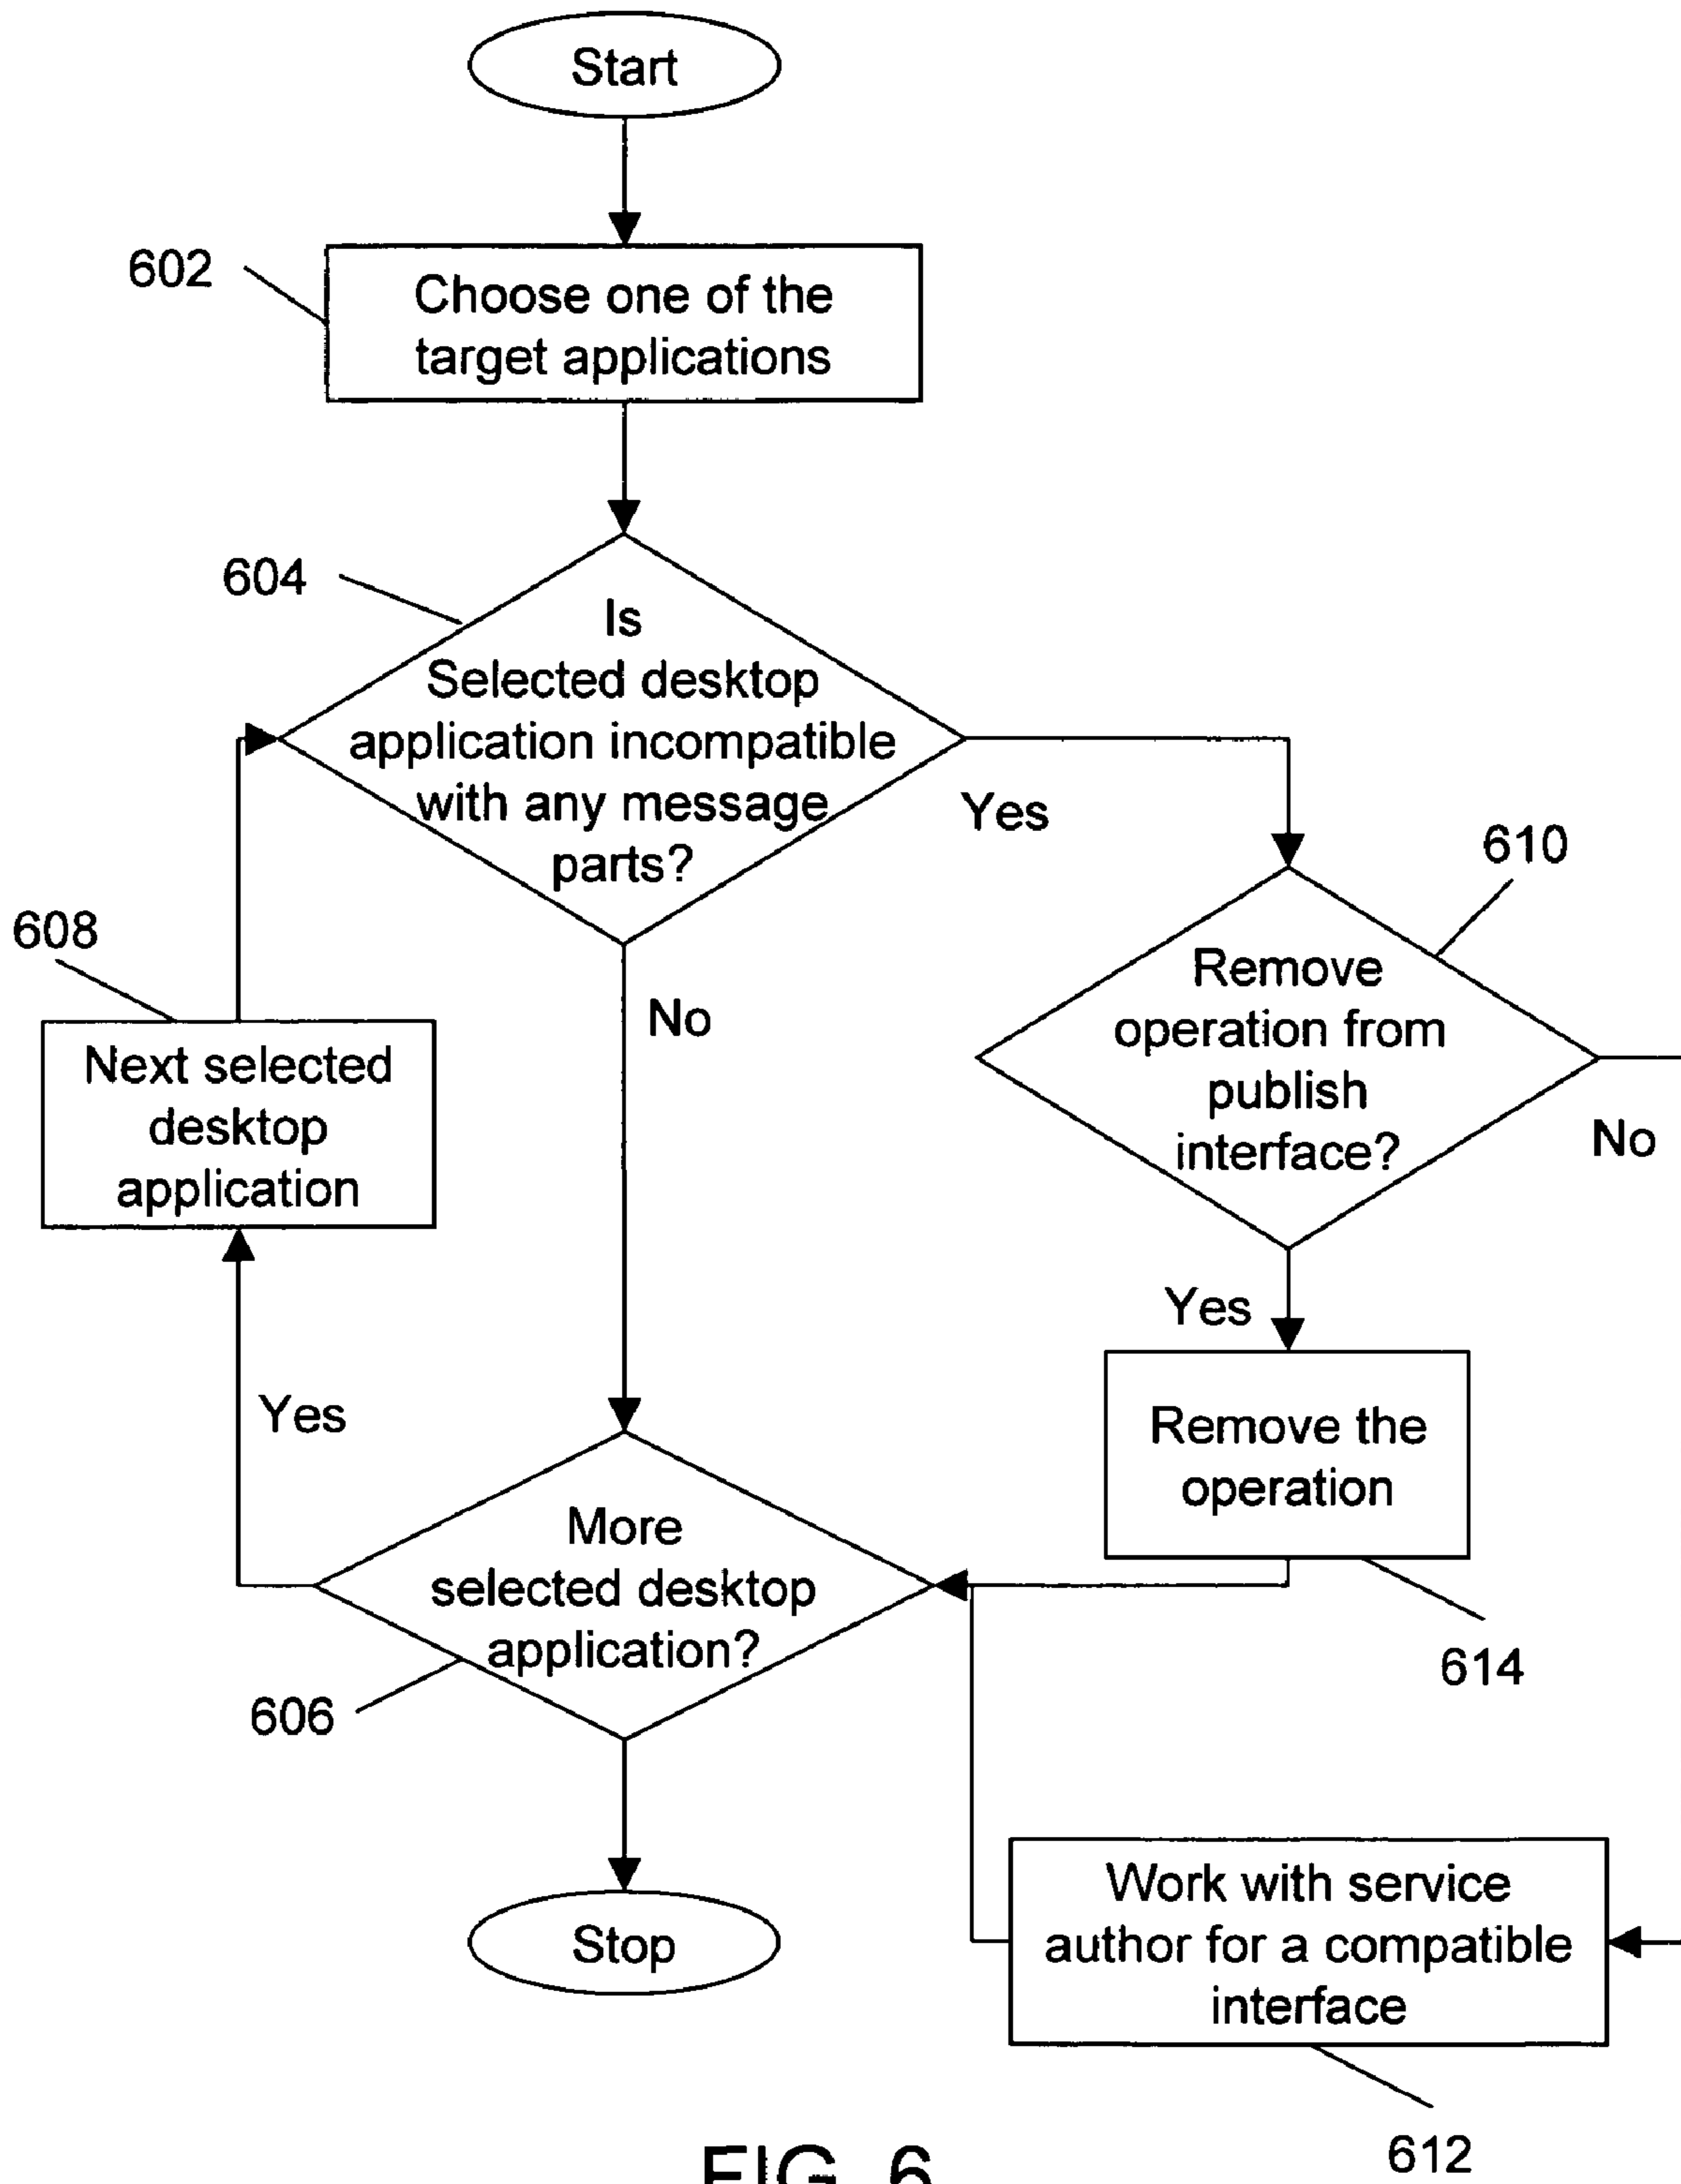 Start
602
Choose one of the
target applications
604
Is
Selected desktop
application incompatible
with any message
parts?
Yes
610
608
Remove
operation from
publish
interface?
No
Next selected
desktop
application
No
Yes
Yes
Remove the
operation
More
selected desktop
application?
614
606
Work with service
author for a compatible
interface
Stop
612
FIG. 6